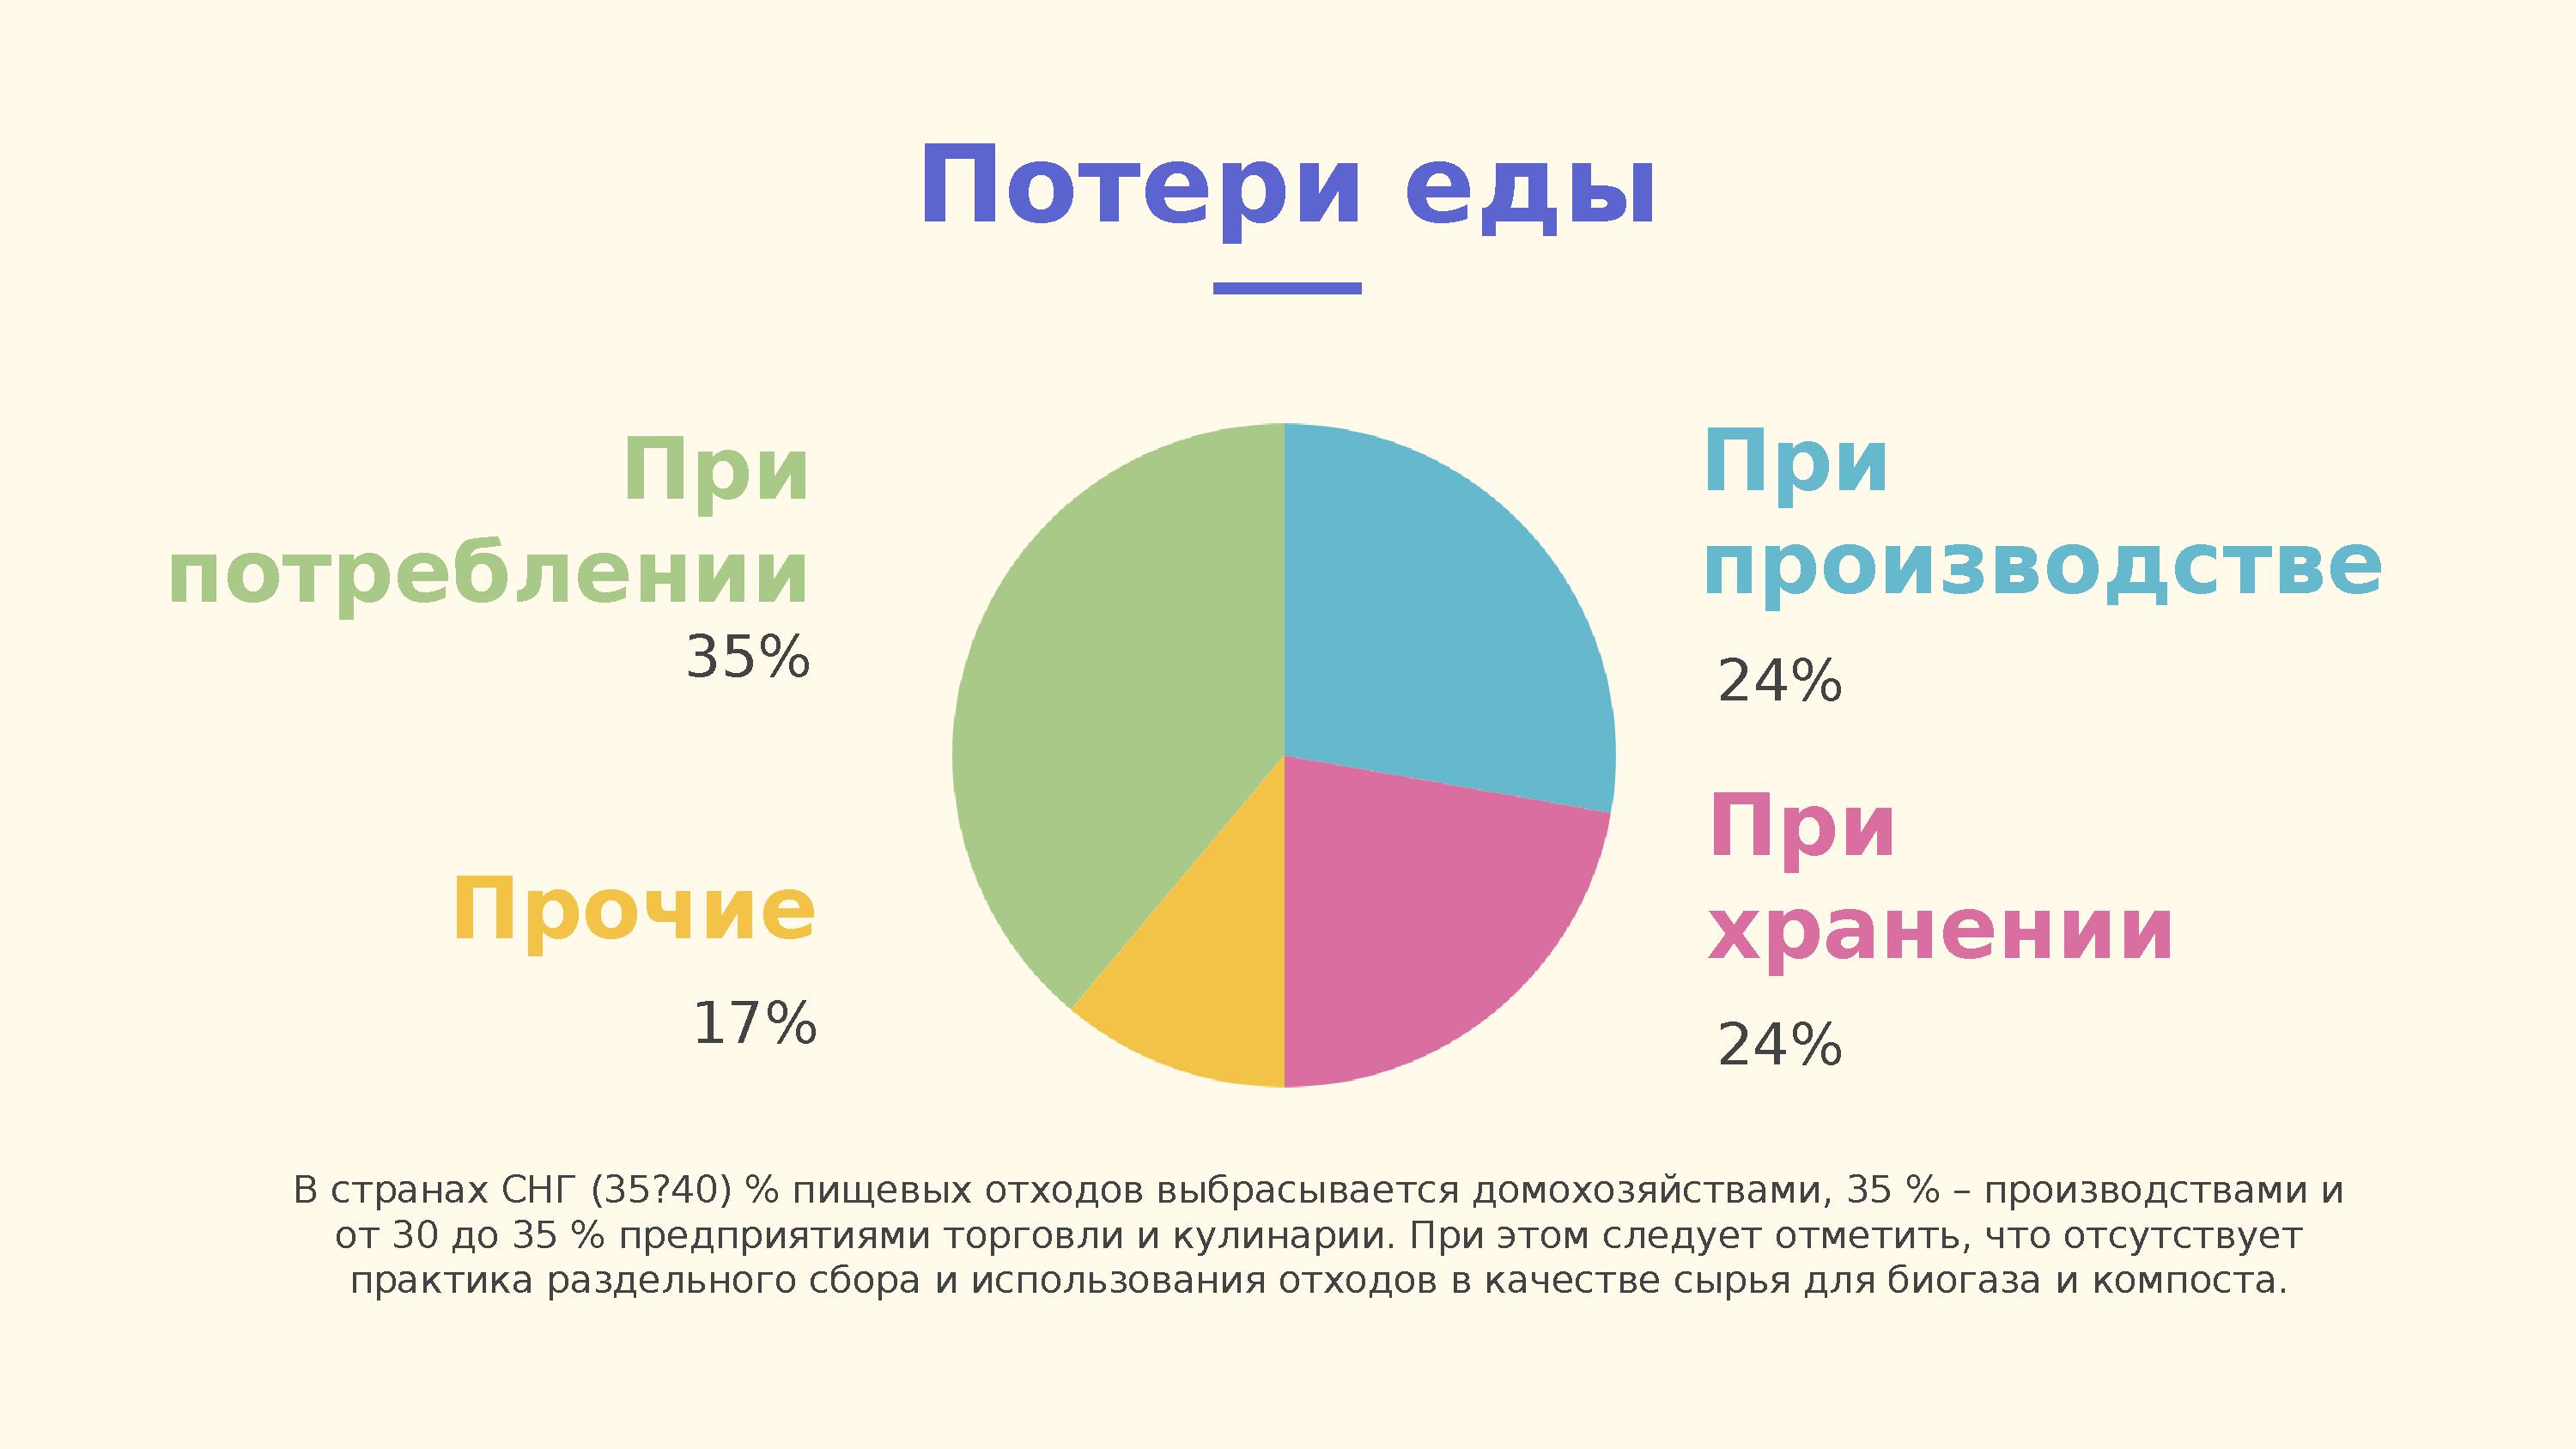 Потери еды
При
потреблении
35%
При
производстве
24%
Прочие
17%
При
хранении
24%
В странах СНГ (35?40) % пищевых отходов выбрасывается домохозяйствами, 35 % – производствами и
от 30 до 35 % предприятиями торговли и кулинарии. При этом следует отметить, что отсутствует
практика раздельного сбора и использования отходов в качестве сырья для биогаза и компоста.